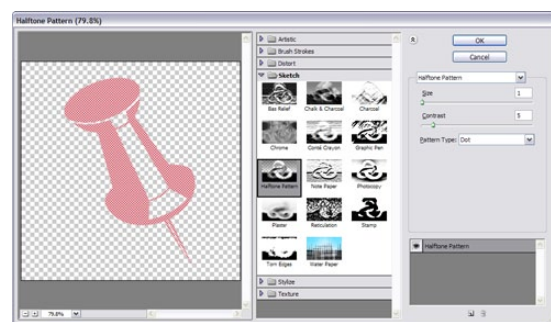 Halftone Pattern (79.8%)
Artistic
Brush Strokes
Distort
Sketch
Bas Relief
Chalk & Charcoal
Charcoal
Chrome
Conté Crayon
Graphic Pen
Halftone Pattern
Note Paper
Photocopy
Plaster
Reticulation
Stamp
Torn Edges
Water Paper
Stylize
Texture
79.8%
OK
Cancel
Halftone Pattern
Size 1
Contrast 5
Pattern Type: Dot
Halftone Pattern